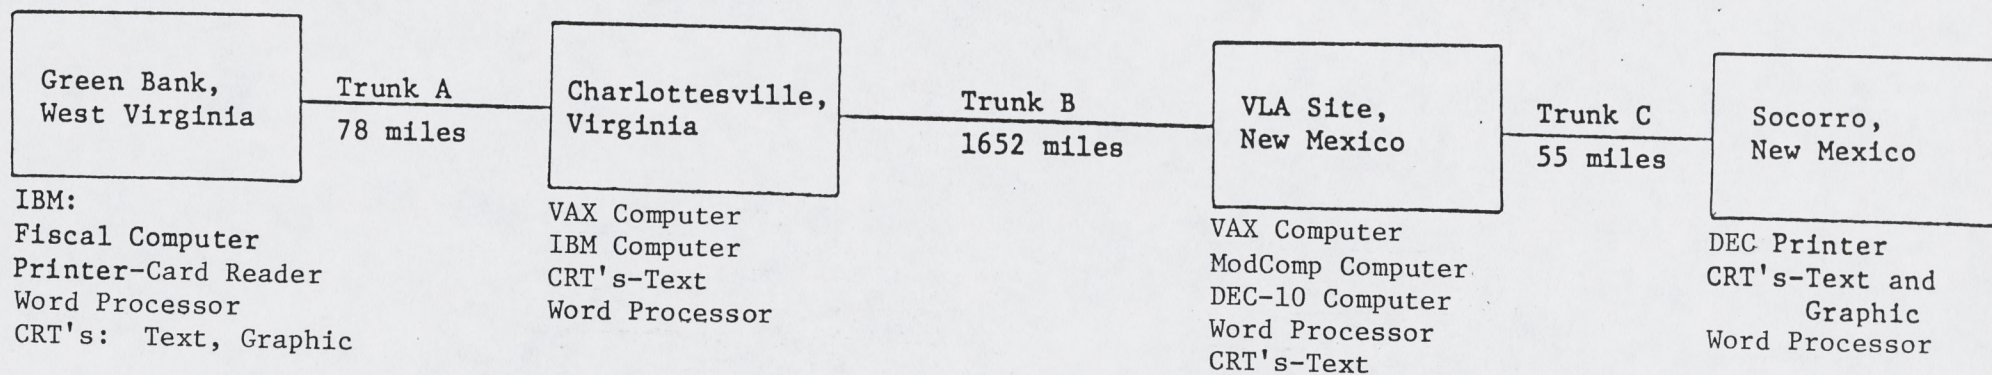 Green Bank,
West Virginia
IBM:
Fiscal Computer
Printer-Card Reader
Word Processor
CRT's:  Text, Graphic
Trunk A
78 miles
Charlottesville,
Virginia
VAX Computer
IBM Computer
CRT's-Text
Word Processor
Trunk B
1652 miles
VLA Site,
New Mexico
VAX Computer
ModComp Computer
DEC-10 Computer
Word Processor
CRT's-Text
Trunk C
55 miles
Socorro,
New Mexico
DEC Printer
CRT's-Text and
Graphic
Word Processor